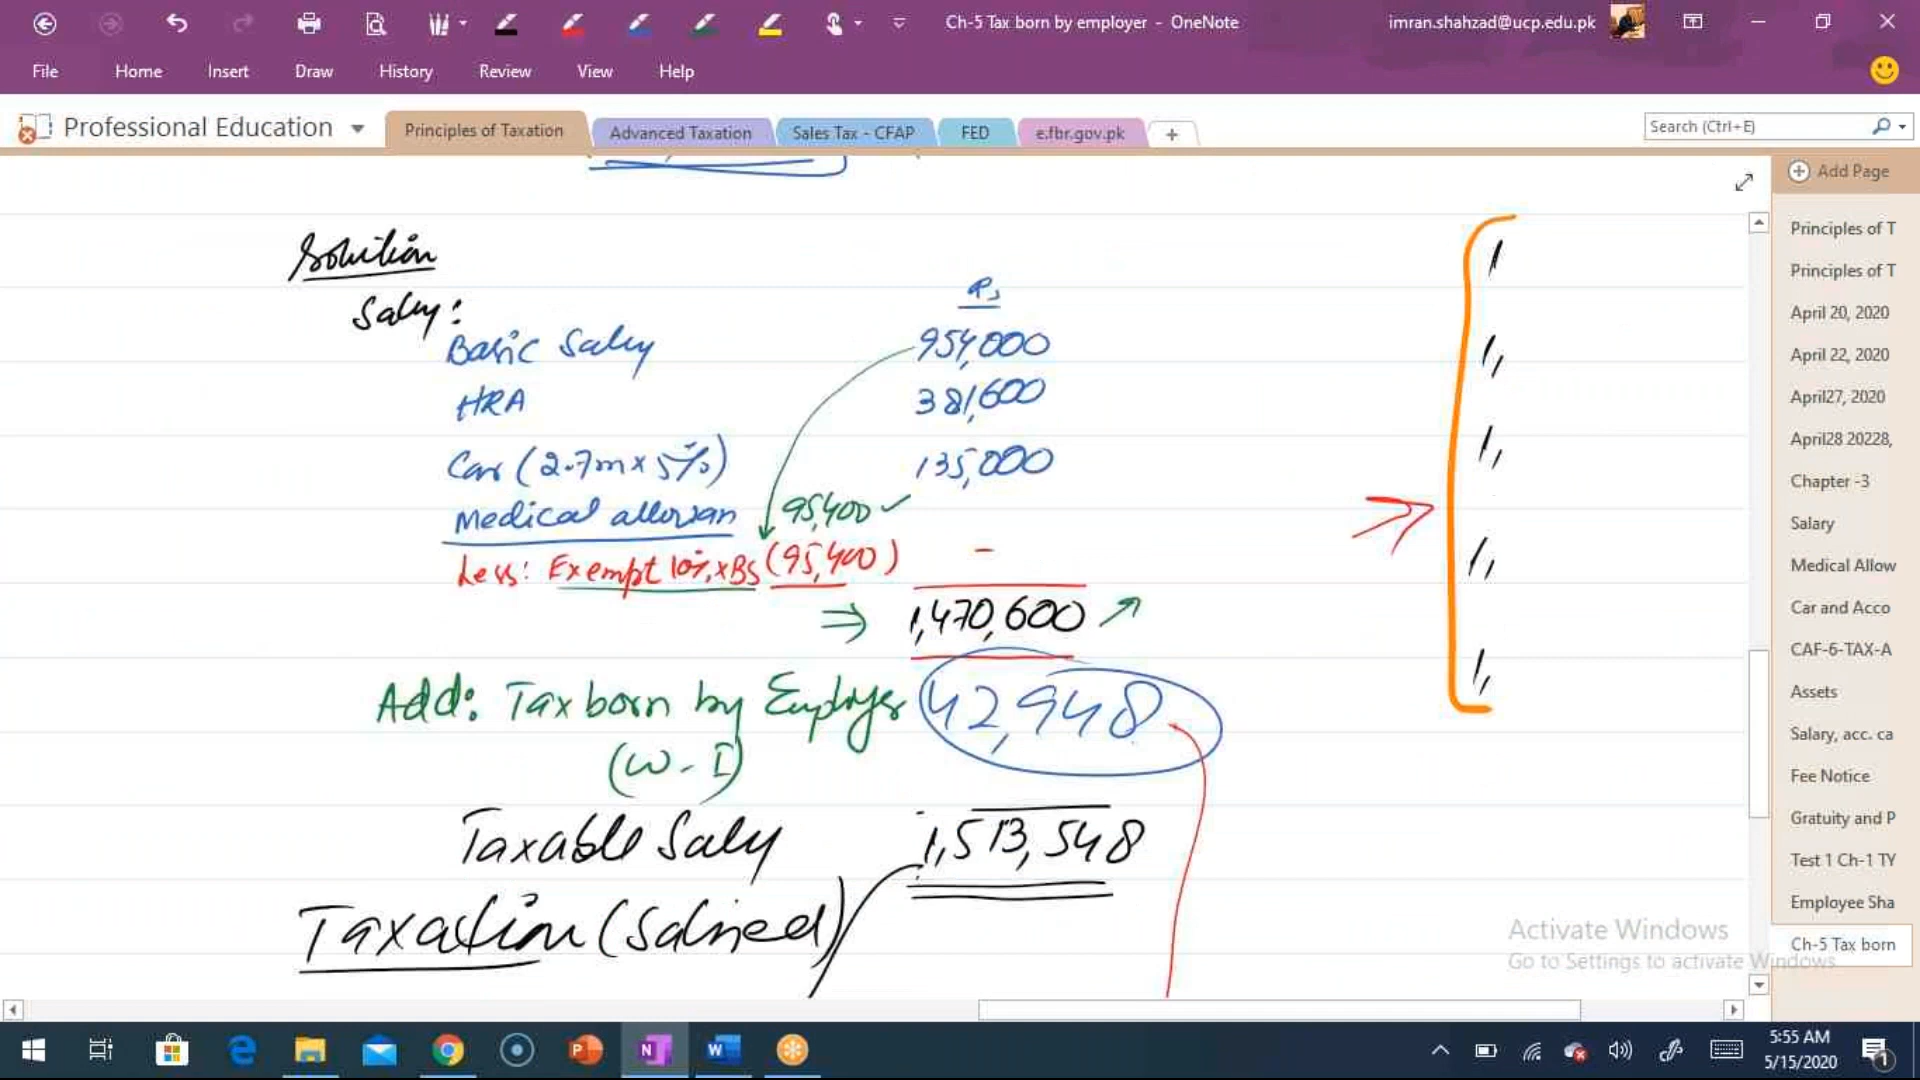 Ch-5 Tax born by employer - OneNote
imran.shahzad@ucp.edu.pk
File Home Insert Draw History Review View Help
Professional Education
Principles of Taxation
Advanced Taxation
Sales Tax - CFAP
FED
e.fbr.gov.pk
Search (Ctrl+E)
Add Page
Solution
Rs
Salary:
Basic Salary 954,000
HRA 381,600
Car (2.7m x 5%) 135,000
Medical allowan 95,400
Less: Exempt 10% x BS (95,400) -
⇒ 1,470,600
Add: Tax born by Employer 42,948
(W-I)
Taxable Salary 1,513,548
Taxation (Salaried)
1
1,
1,
1,
1,
Principles of T
Principles of T
April 20, 2020
April 22, 2020
April27, 2020
April28 20228,
Chapter -3
Salary
Medical Allow
Car and Acco
CAF-6-TAX-A
Assets
Salary, acc. ca
Fee Notice
Gratuity and P
Test 1 Ch-1 TY
Employee Sha
Ch-5 Tax born
Activate Windows
Go to Settings to activate Windows.
5:55 AM
5/15/2020
1